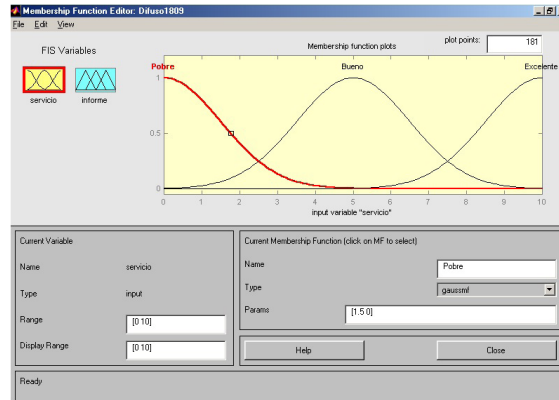 Membership Function Editor: Difuso1809
File Edit View
FIS Variables
servicio
informe
Membership function plots
plot points:
181
Pobre
Bueno
Excelente
1
0.5
0
0 1 2 3 4 5 6 7 8 9 10
input variable "servicio"
Current Variable
Name
servicio
Type
input
Range
[0 10]
Display Range
[0 10]
Current Membership Function (click on MF to select)
Name
Pobre
Type
gaussmf
Params
[1.5 0]
Help
Close
Ready